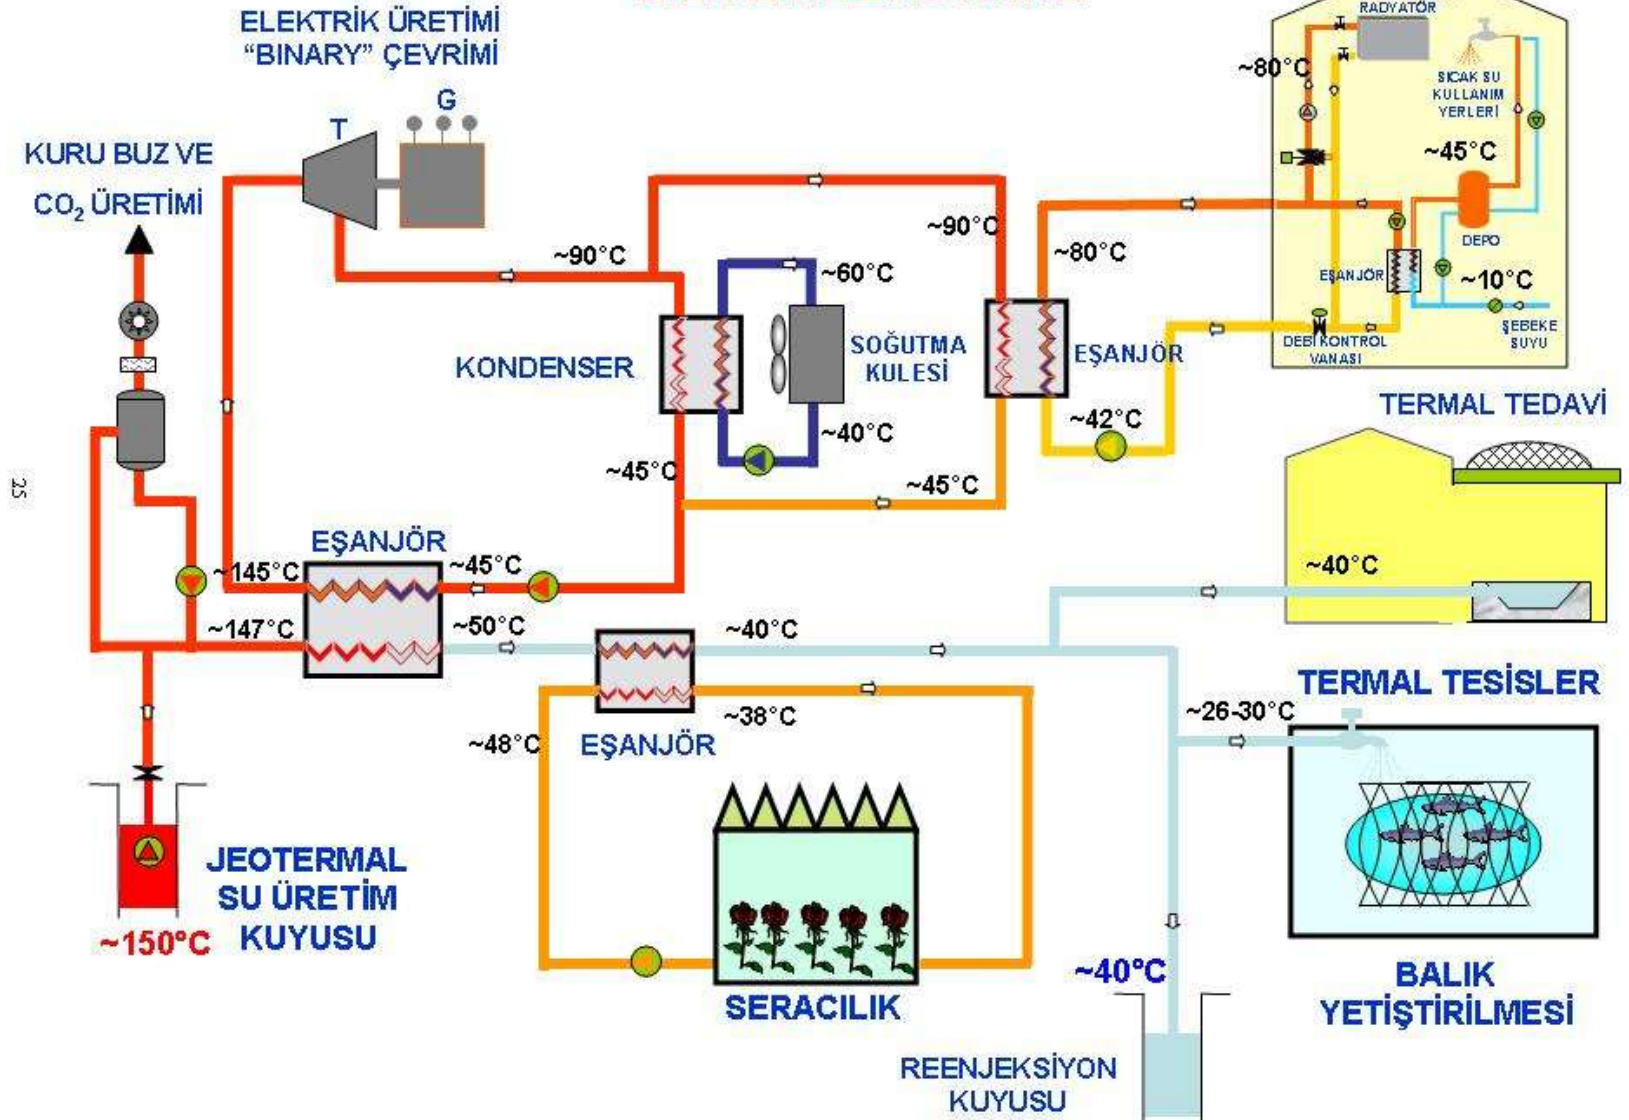 ELEKTRİK ÜRETİMİ
“BINARY” ÇEVRİMİ
G
T
KURU BUZ VE
CO₂ ÜRETİMİ
~90°C
~90°C
~80°C
~60°C
KONDENSER
SOĞUTMA
KULESİ
EŞANJÖR
~40°C
~42°C
~45°C
~45°C
RADYATÖR
~80°C
SICAK SU
KULLANIM
YERLERİ
~45°C
DEPO
EŞANJÖR
~10°C
ŞEBEKE
SUYU
DEBİ KONTROL
VANASI
TERMAL TEDAVİ
25
EŞANJÖR
~145°C
~45°C
~147°C
~50°C
~40°C
~40°C
~38°C
~48°C
EŞANJÖR
TERMAL TESİSLER
~26-30°C
JEOTERMAL
SU ÜRETİM
KUYUSU
~150°C
SERACILIK
~40°C
BALIK
YETİŞTİRİLMESİ
REENJEKSİYON
KUYUSU